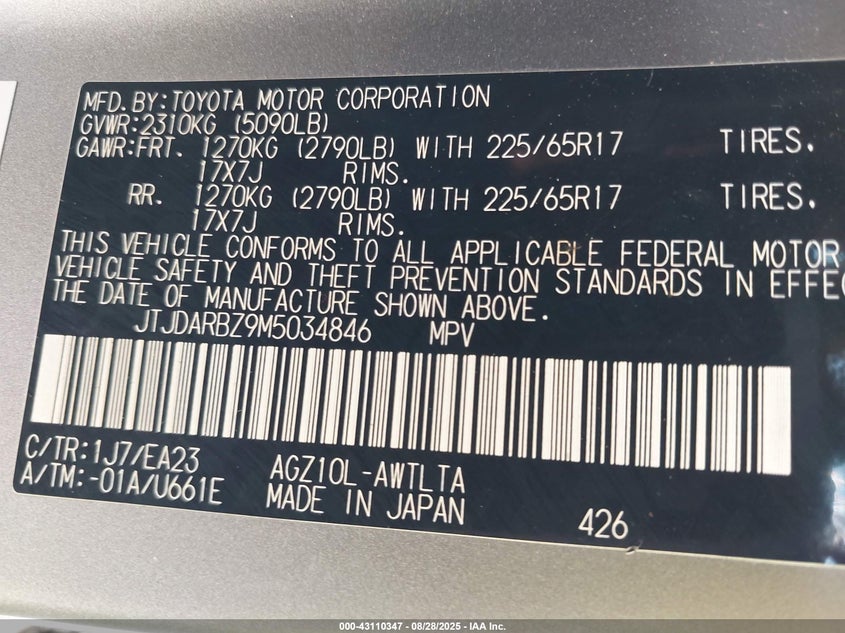 MFD. BY: TOYOTA MOTOR CORPORATION
GVWR: 2310KG (5090LB)
GAWR: FRT. 1270KG (2790LB) WITH 225/65R17 TIRES.
17X7J RIMS.
RR. 1270KG (2790LB) WITH 225/65R17 TIRES.
17X7J RIMS.
THIS VEHICLE CONFORMS TO ALL APPLICABLE FEDERAL MOTOR
VEHICLE SAFETY AND THEFT PREVENTION STANDARDS IN EFFE
THE DATE OF MANUFACTURE SHOWN ABOVE.
JTJDARBZ9M5034846 MPV
C/TR: 1J7/EA23 AGZ10L-AWTLTA
A/TM: -01A/U661E MADE IN JAPAN 426
000-43110347 - 08/28/2025 - IAA Inc.